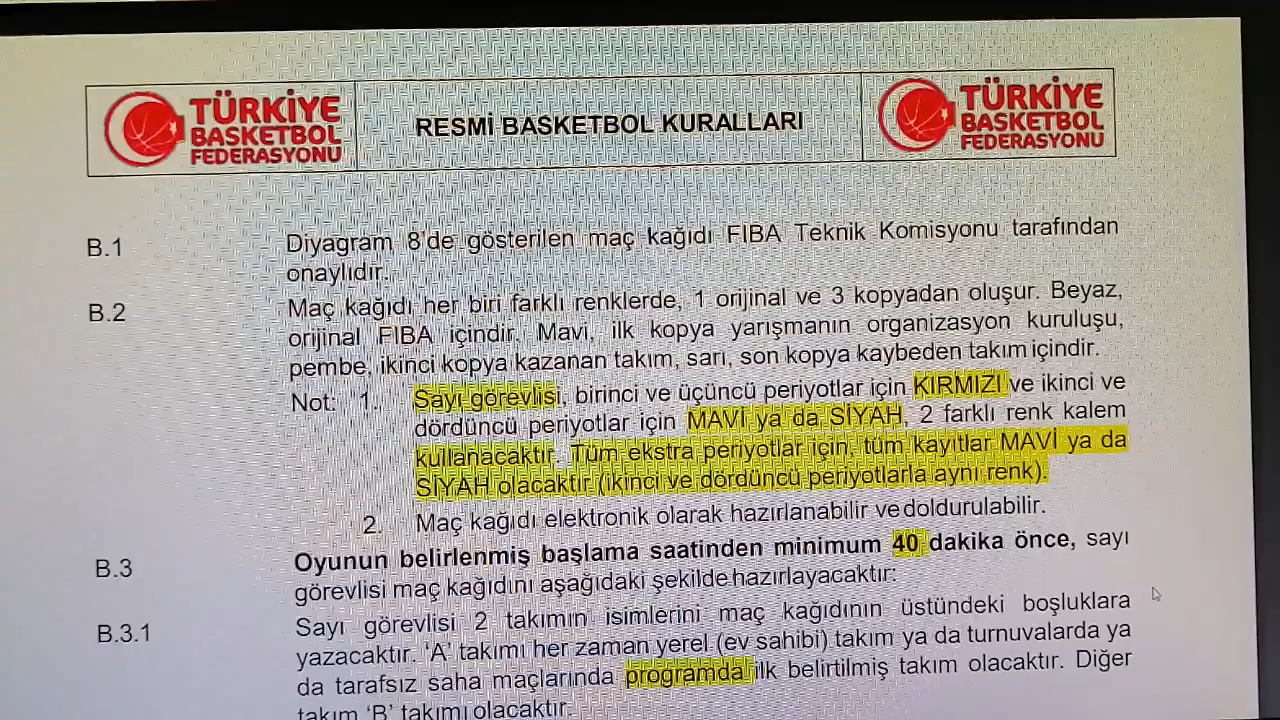 TÜRKİYE
BASKETBOL
FEDERASYONU
RESMİ BASKETBOL KURALLARI
TÜRKİYE
BASKETBOL
FEDERASYONU
B.1 Diyagram 8'de gösterilen maç kağıdı FIBA Teknik Komisyonu tarafından
onaylıdır.
B.2 Maç kağıdı her biri farklı renklerde, 1 orijinal ve 3 kopyadan oluşur. Beyaz,
orijinal FIBA içindir. Mavi, ilk kopya yarışmanın organizasyon kuruluşu,
pembe, ikinci kopya kazanan takım, sarı, son kopya kaybeden takım içindir.
Not: 1. Sayı görevlisi, birinci ve üçüncü periyotlar için KIRMIZI ve ikinci ve
dördüncü periyotlar için MAVİ ya da SİYAH, 2 farklı renk kalem
kullanacaktır. Tüm ekstra periyotlar için, tüm kayıtlar MAVİ ya da
SİYAH olacaktır (ikinci ve dördüncü periyotlarla aynı renk).
2. Maç kağıdı elektronik olarak hazırlanabilir ve doldurulabilir.
B.3 Oyunun belirlenmiş başlama saatinden minimum 40 dakika önce, sayı
görevlisi maç kağıdını aşağıdaki şekilde hazırlayacaktır:
B.3.1 Sayı görevlisi 2 takımın isimlerini maç kağıdının üstündeki boşluklara
yazacaktır. 'A' takımı her zaman yerel (ev sahibi) takım ya da turnuvalarda ya
da tarafsız saha maçlarında programda ilk belirtilmiş takım olacaktır. Diğer
takım 'B' takımı olacaktır.